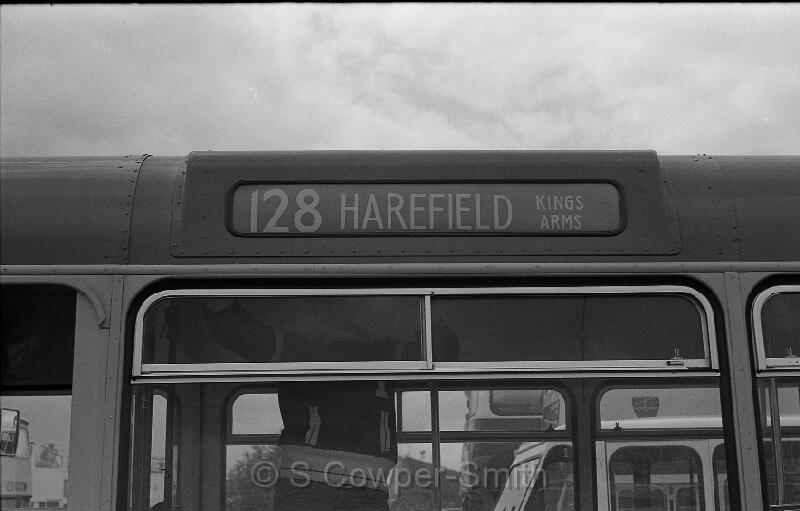 128 HAREFIELD KINGS
ARMS
© S Cowper-Smith